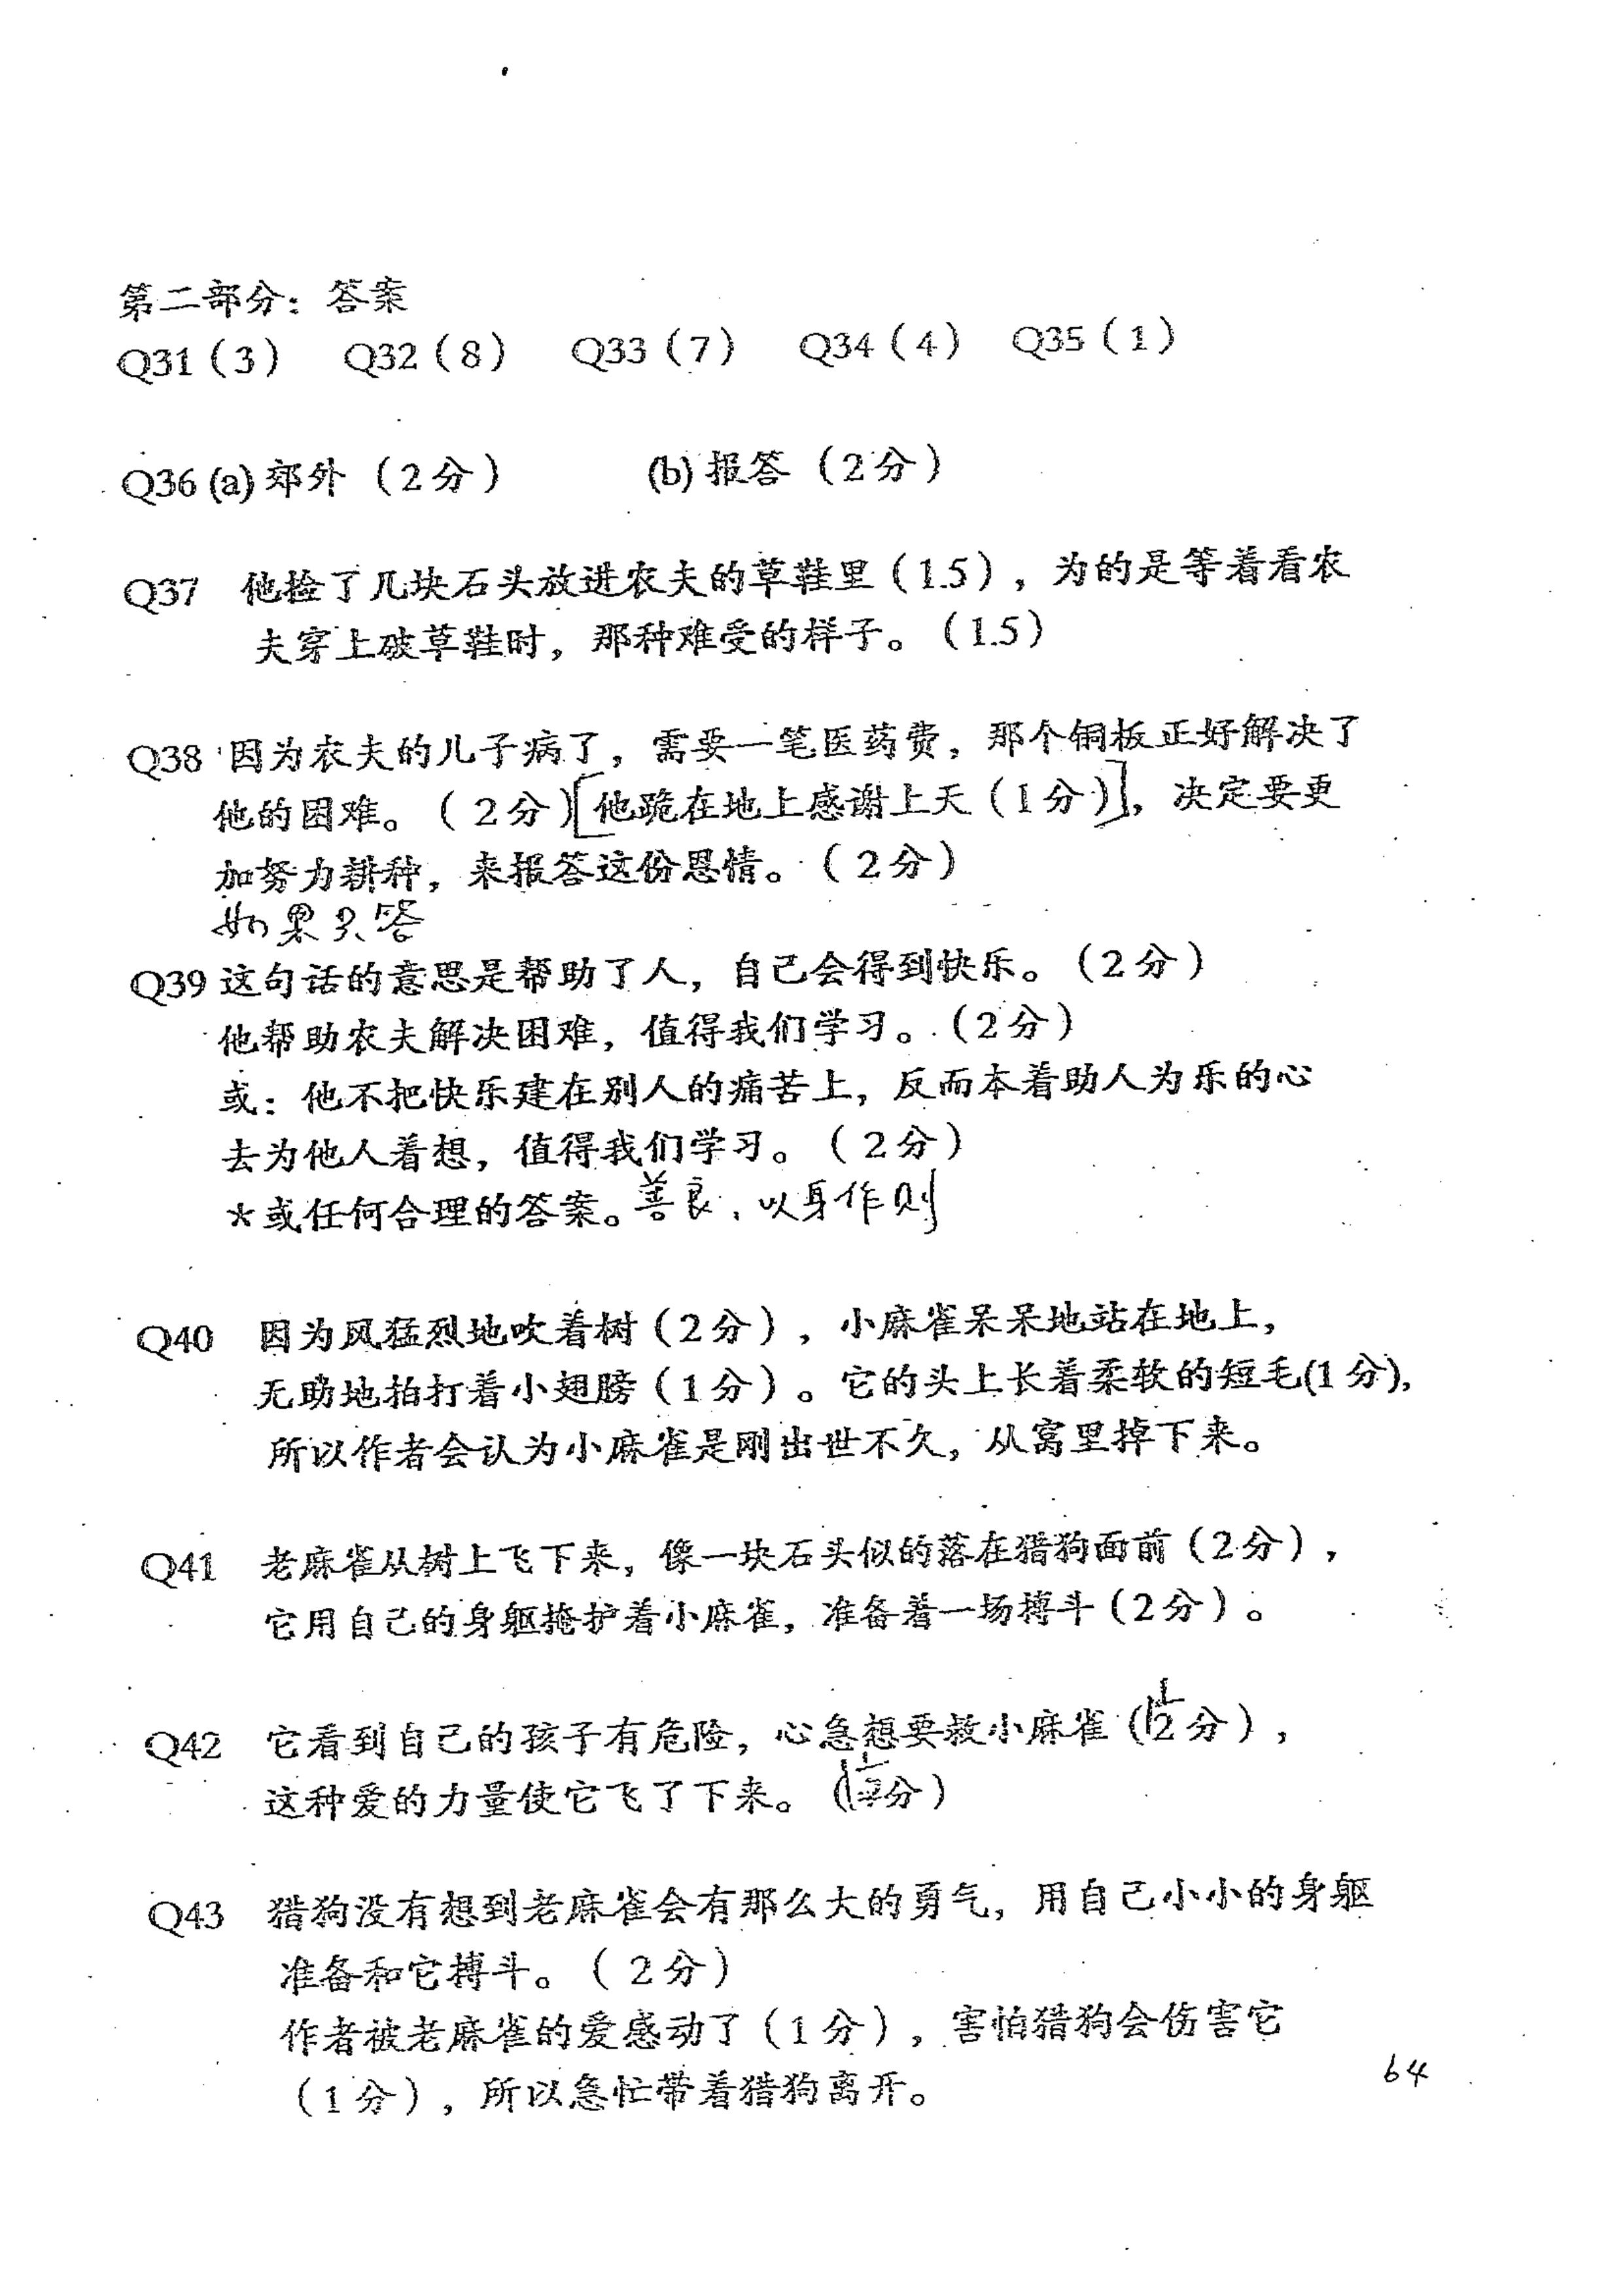 第二部分：答案
Q31（3） Q32（8） Q33（7） Q34（4） Q35（1）
Q36 (a) 郊外（2分） (b) 报答（2分）
Q37 他捡了几块石头放进农夫的草鞋里（1.5），为的是等着看农
夫穿上破草鞋时，那种难受的样子。（1.5）
Q38 因为农夫的儿子病了，需要一笔医药费，那个铜板正好解决了
他的困难。（2分）[他跪在地上感谢上天（1分）]，决定要更
加努力耕种，来报答这份恩情。（2分）
如果只答
Q39 这句话的意思是帮助了人，自己会得到快乐。（2分）
他帮助农夫解决困难，值得我们学习。（2分）
或：他不把快乐建在别人的痛苦上，反而本着助人为乐的心
去为他人着想，值得我们学习。（2分）
*或任何合理的答案。善良、以身作则
Q40 因为风猛烈地吹着树（2分），小麻雀呆呆地站在地上，
无助地拍打着小翅膀（1分）。它的头上长着柔软的短毛(1分),
所以作者会认为小麻雀是刚出世不久，从窝里掉下来。
Q41 老麻雀从树上飞下来，像一块石头似的落在猎狗面前（2分），
它用自己的身躯掩护着小麻雀，准备着一场搏斗（2分）。
Q42 它看到自己的孩子有危险，心急想要救小麻雀（1½分），
这种爱的力量使它飞了下来。（1½分）
Q43 猎狗没有想到老麻雀会有那么大的勇气，用自己小小的身躯
准备和它搏斗。（2分）
作者被老麻雀的爱感动了（1分），害怕猎狗会伤害它
（1分），所以急忙带着猎狗离开。
64